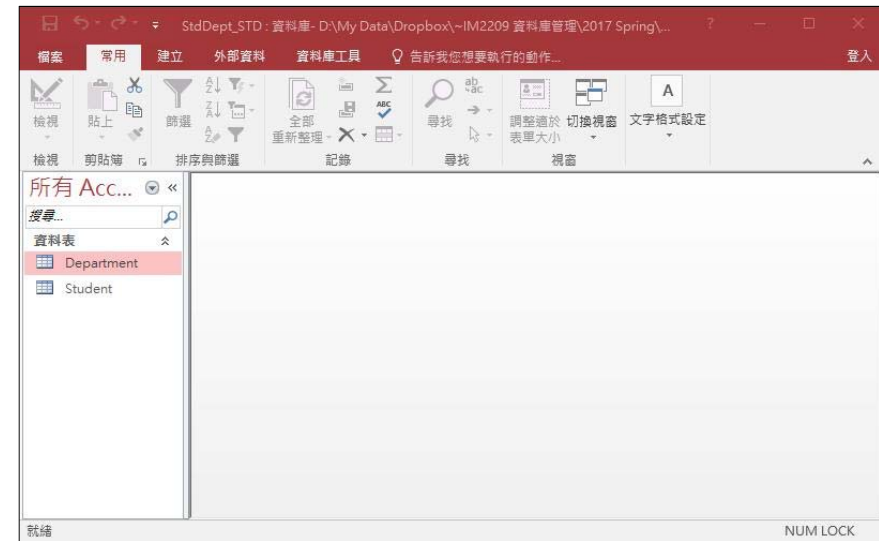 StdDept_STD : 資料庫- D:\My Data\Dropbox\~IM2209 資料庫管理\2017 Spring\... ?
檔案 常用 建立 外部資料 資料庫工具 告訴我您想要執行的動作... 登入
檢視 貼上 篩選 全部 重新整理 尋找 調整適於 表單大小 切換視窗 文字格式設定
檢視 剪貼簿 排序與篩選 記錄 尋找 視窗
所有 Acc... «
搜尋...
資料表
Department
Student
就緒 NUM LOCK